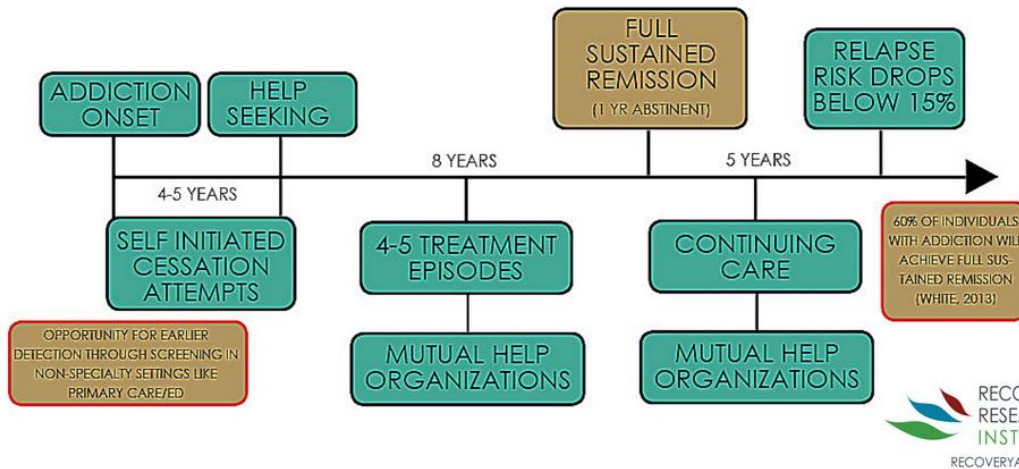 ADDICTION
ONSET
HELP
SEEKING
FULL
SUSTAINED
REMISSION
(1 YR ABSTINENT)
RELAPSE
RISK DROPS
BELOW 15%
4-5 YEARS
8 YEARS
5 YEARS
SELF INITIATED
CESSATION
ATTEMPTS
4-5 TREATMENT
EPISODES
CONTINUING
CARE
60% OF INDIVIDUALS
WITH ADDICTION WILL
ACHIEVE FULL SUS-
TAINED REMISSION
(WHITE, 2013)
OPPORTUNITY FOR EARLIER
DETECTION THROUGH SCREENING IN
NON-SPECIALTY SETTINGS LIKE
PRIMARY CARE/ED
MUTUAL HELP
ORGANIZATIONS
MUTUAL HELP
ORGANIZATIONS